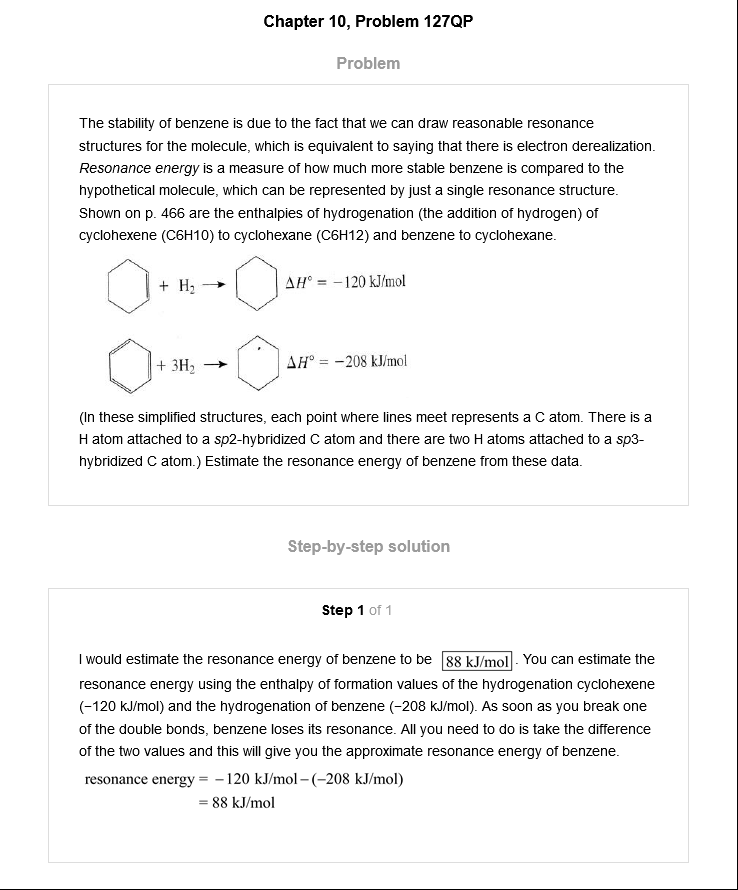 Chapter 10, Problem 127QP
Problem
The stability of benzene is due to the fact that we can draw reasonable resonance
structures for the molecule, which is equivalent to saying that there is electron derealization.
Resonance energy is a measure of how much more stable benzene is compared to the
hypothetical molecule, which can be represented by just a single resonance structure.
Shown on p. 466 are the enthalpies of hydrogenation (the addition of hydrogen) of
cyclohexene (C6H10) to cyclohexane (C6H12) and benzene to cyclohexane.
+ H₂ → ΔH° = −120 kJ/mol
+ 3H₂ → ΔH° = −208 kJ/mol
(In these simplified structures, each point where lines meet represents a C atom. There is a
H atom attached to a sp2-hybridized C atom and there are two H atoms attached to a sp3-
hybridized C atom.) Estimate the resonance energy of benzene from these data.
Step-by-step solution
Step 1 of 1
I would estimate the resonance energy of benzene to be 88 kJ/mol. You can estimate the
resonance energy using the enthalpy of formation values of the hydrogenation cyclohexene
(−120 kJ/mol) and the hydrogenation of benzene (−208 kJ/mol). As soon as you break one
of the double bonds, benzene loses its resonance. All you need to do is take the difference
of the two values and this will give you the approximate resonance energy of benzene.
resonance energy = −120 kJ/mol−(−208 kJ/mol)
= 88 kJ/mol